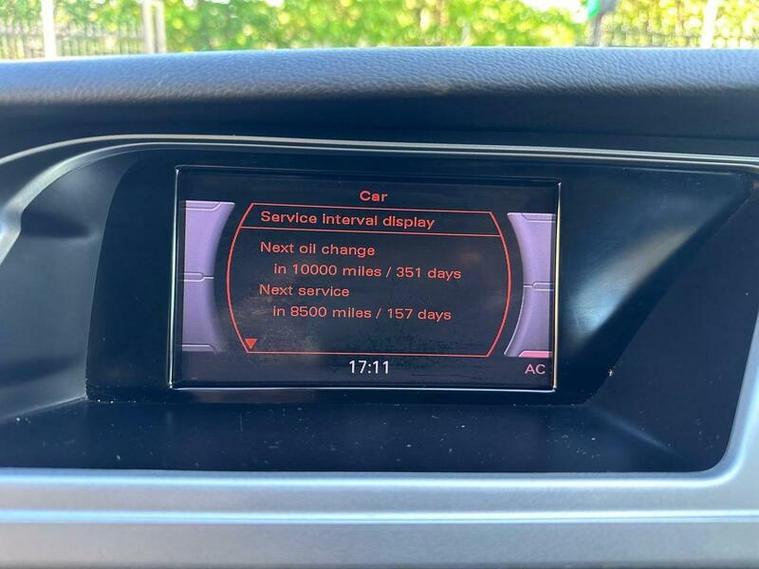 Car
Service interval display
Next oil change
in 10000 miles / 351 days
Next service
in 8500 miles / 157 days
17:11
AC